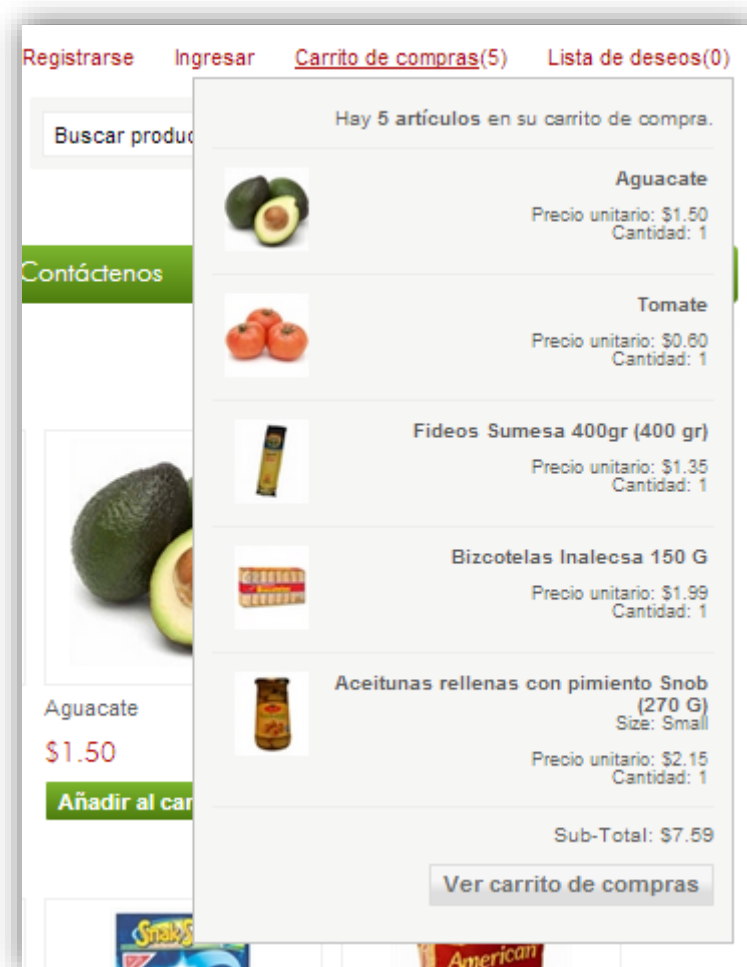 Registrarse Ingresar Carrito de compras(5) Lista de deseos(0)
Buscar produc
Hay 5 artículos en su carrito de compra.
Aguacate
Precio unitario: $1.50
Cantidad: 1
Contáctenos
Tomate
Precio unitario: $0.60
Cantidad: 1
Fideos Sumesa 400gr (400 gr)
Precio unitario: $1.35
Cantidad: 1
Bizcotelas Inalecsa 150 G
Precio unitario: $1.99
Cantidad: 1
Aceitunas rellenas con pimiento Snob
(270 G)
Size: Small
Precio unitario: $2.15
Cantidad: 1
Aguacate
$1.50
Añadir al car
Sub-Total: $7.59
Ver carrito de compras
American